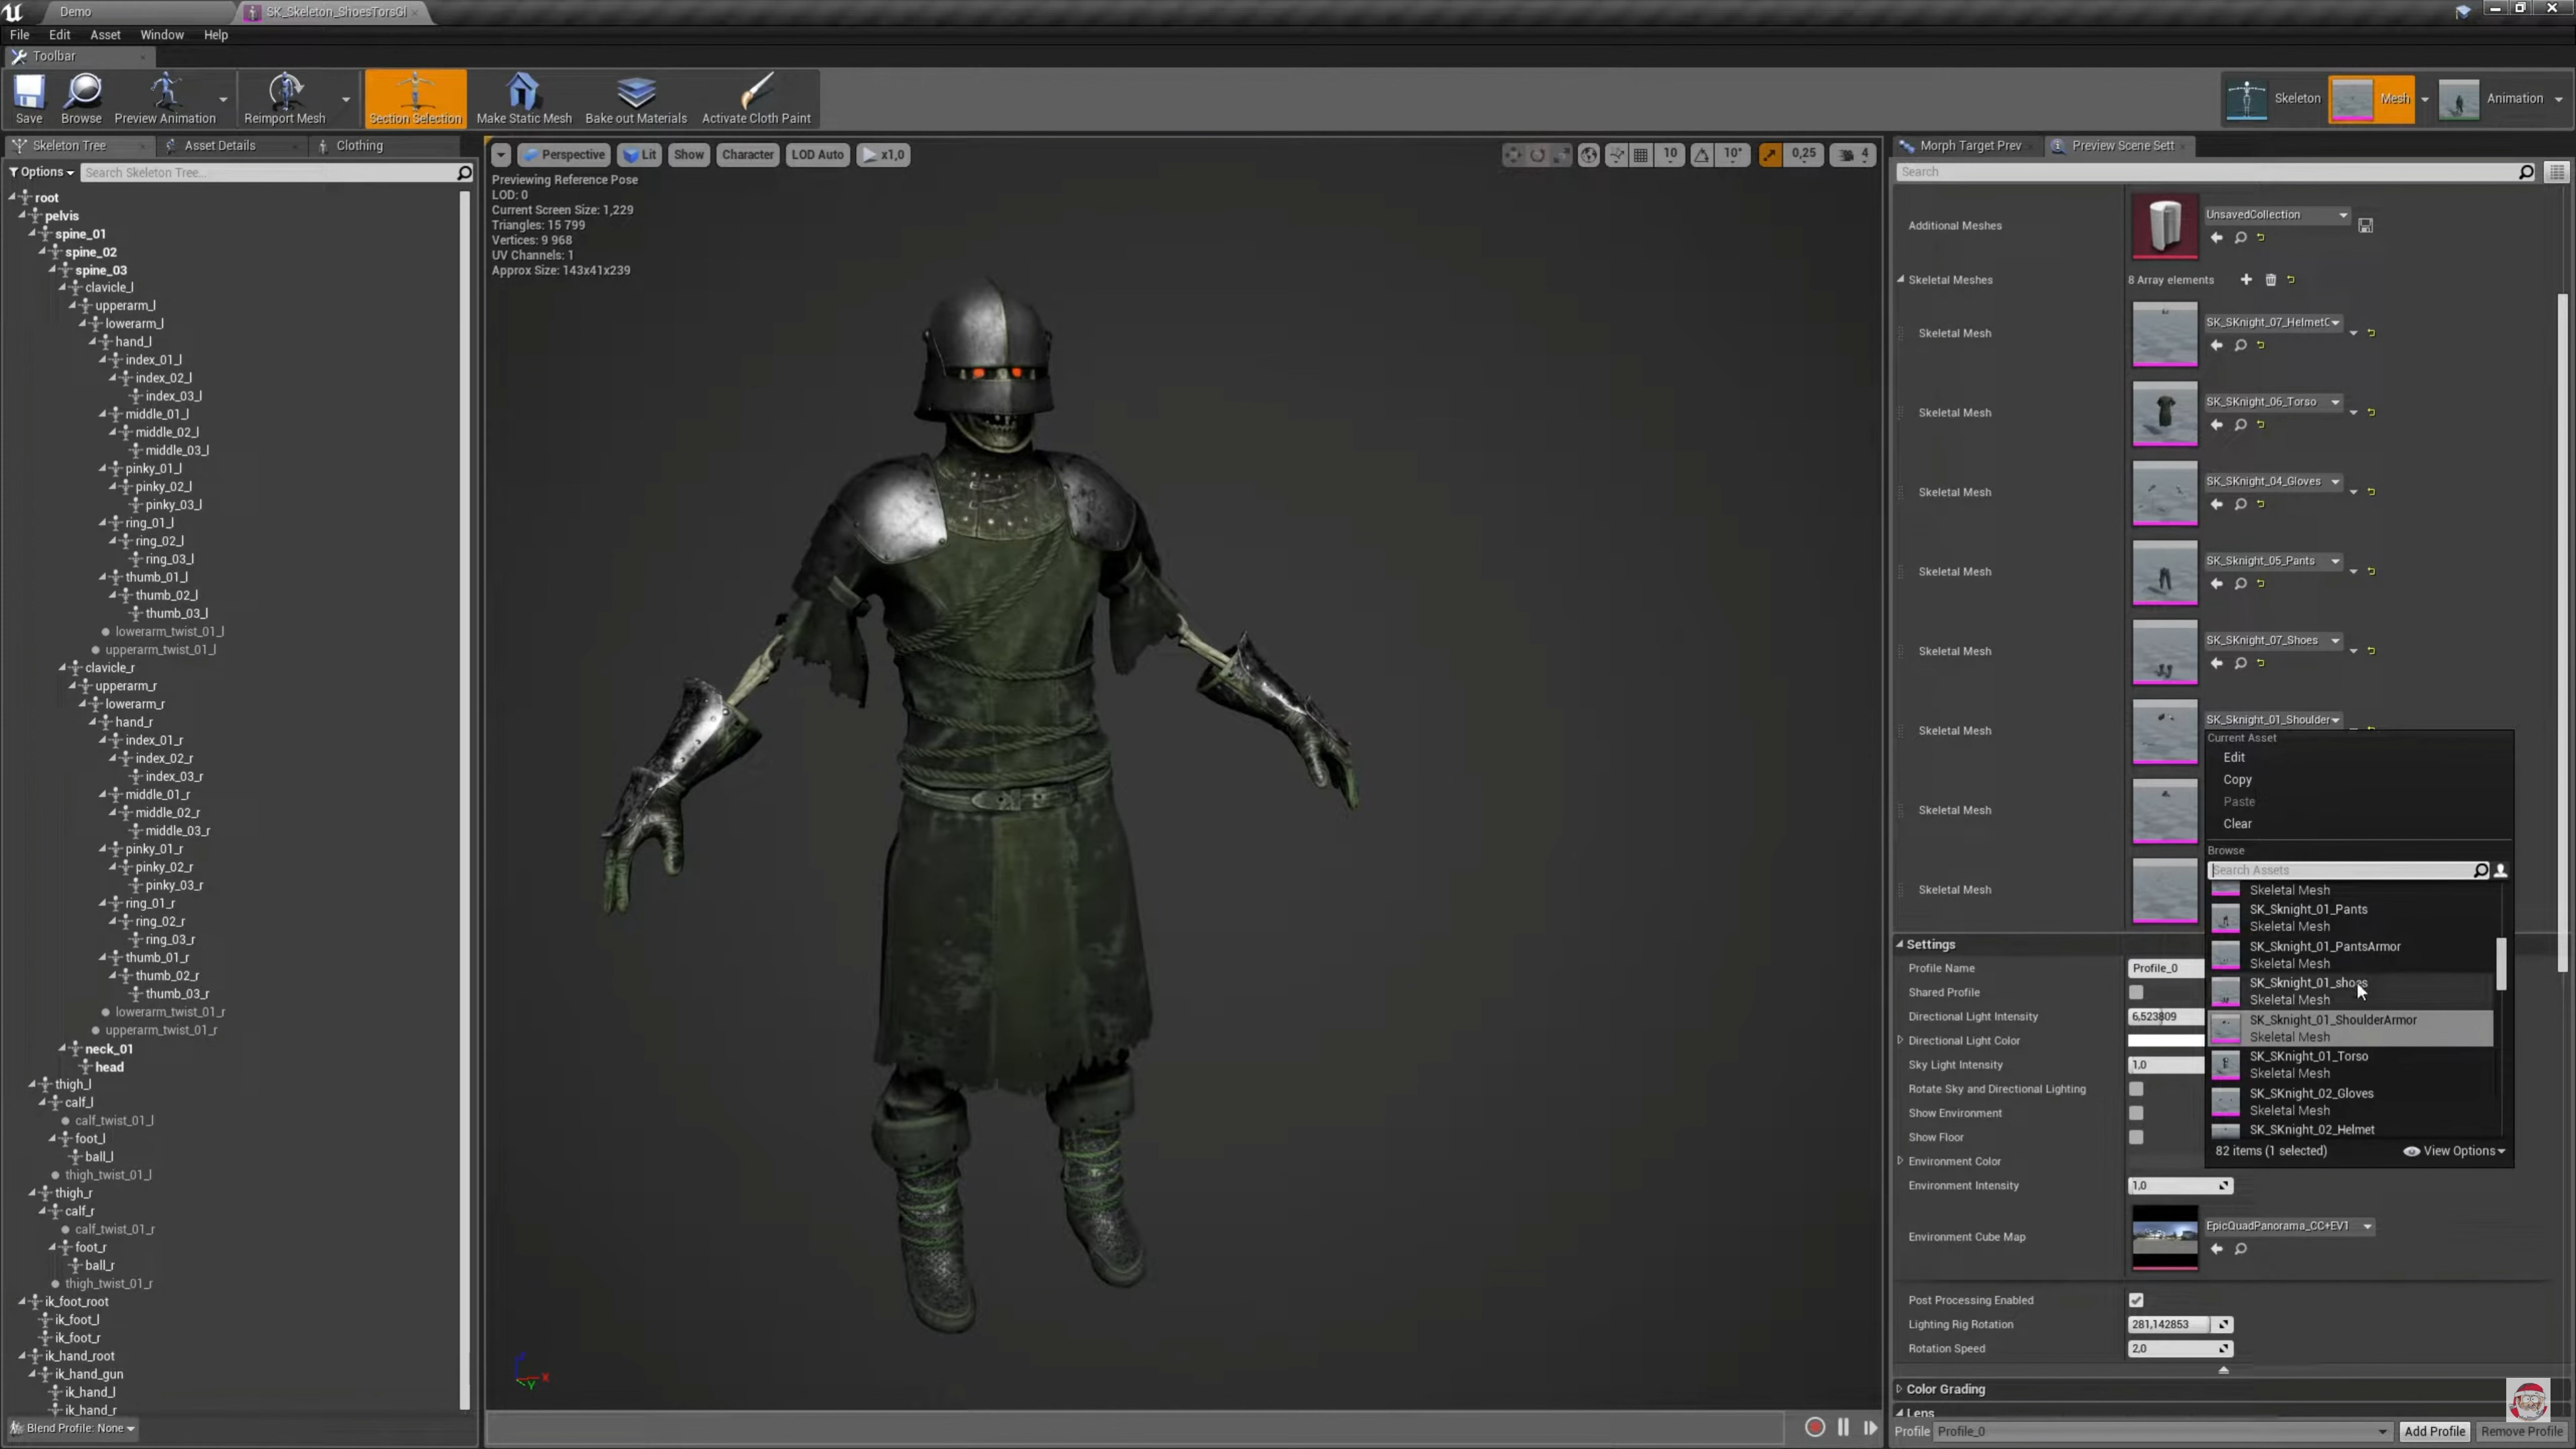 Demo
SK_Skeleton_ShoesTorsGl
File Edit Asset Window Help
Toolbar
Save Browse Preview Animation Reimport Mesh Section Selection Make Static Mesh Bake out Materials Activate Cloth Paint
Skeleton Mesh Animation
Skeleton Tree Asset Details Clothing
Options Search Skeleton Tree...
root
pelvis
spine_01
spine_02
spine_03
clavicle_l
upperarm_l
lowerarm_l
hand_l
index_01_l
index_02_l
index_03_l
middle_01_l
middle_02_l
middle_03_l
pinky_01_l
pinky_02_l
pinky_03_l
ring_01_l
ring_02_l
ring_03_l
thumb_01_l
thumb_02_l
thumb_03_l
lowerarm_twist_01_l
upperarm_twist_01_l
clavicle_r
upperarm_r
lowerarm_r
hand_r
index_01_r
index_02_r
index_03_r
middle_01_r
middle_02_r
middle_03_r
pinky_01_r
pinky_02_r
pinky_03_r
ring_01_r
ring_02_r
ring_03_r
thumb_01_r
thumb_02_r
thumb_03_r
lowerarm_twist_01_r
upperarm_twist_01_r
neck_01
head
thigh_l
calf_l
calf_twist_01_l
foot_l
ball_l
thigh_twist_01_l
thigh_r
calf_r
calf_twist_01_r
foot_r
ball_r
thigh_twist_01_r
ik_foot_root
ik_foot_l
ik_foot_r
ik_hand_root
ik_hand_gun
ik_hand_l
ik_hand_r
Blend Profile: None
Perspective Lit Show Character LOD Auto x1,0
10 10° 0,25 4
Previewing Reference Pose
LOD: 0
Current Screen Size: 1,229
Triangles: 15 799
Vertices: 9 968
UV Channels: 1
Approx Size: 143x41x239
Z
X
Y
Morph Target Prev Preview Scene Sett
Search
Additional Meshes UnsavedCollection
Skeletal Meshes 8 Array elements
Skeletal Mesh SK_SKnight_07_HelmetC
Skeletal Mesh SK_SKnight_06_Torso
Skeletal Mesh SK_SKnight_04_Gloves
Skeletal Mesh SK_Sknight_05_Pants
Skeletal Mesh SK_SKnight_07_Shoes
Skeletal Mesh SK_Sknight_01_Shoulder
Skeletal Mesh
Skeletal Mesh
Current Asset
Edit
Copy
Paste
Clear
Browse
Search Assets
Skeletal Mesh
SK_Sknight_01_Pants
Skeletal Mesh
SK_Sknight_01_PantsArmor
Skeletal Mesh
SK_Sknight_01_shoes
Skeletal Mesh
SK_Sknight_01_ShoulderArmor
Skeletal Mesh
SK_SKnight_01_Torso
Skeletal Mesh
SK_SKnight_02_Gloves
Skeletal Mesh
SK_SKnight_02_Helmet
82 items (1 selected) View Options
Settings
Profile Name Profile_0
Shared Profile
Directional Light Intensity 6,523809
Directional Light Color
Sky Light Intensity 1,0
Rotate Sky and Directional Lighting
Show Environment
Show Floor
Environment Color
Environment Intensity 1,0
Environment Cube Map EpicQuadPanorama_CC+EV1
Post Processing Enabled
Lighting Rig Rotation 281,142853
Rotation Speed 2,0
Color Grading
Lens
Profile Profile_0 Add Profile Remove Profile